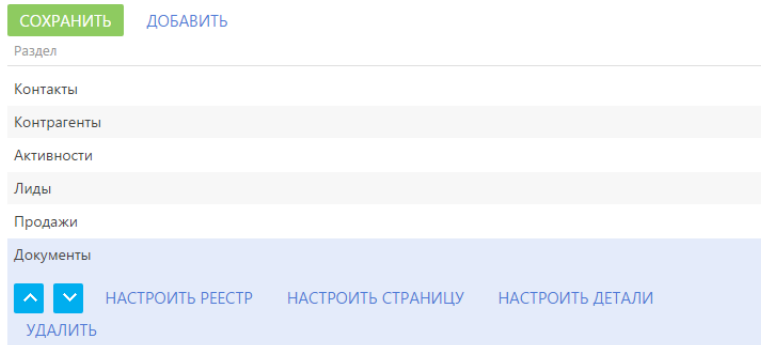 СОХРАНИТЬ ДОБАВИТЬ
Раздел
Контакты
Контрагенты
Активности
Лиды
Продажи
Документы
НАСТРОИТЬ РЕЕСТР НАСТРОИТЬ СТРАНИЦУ НАСТРОИТЬ ДЕТАЛИ
УДАЛИТЬ